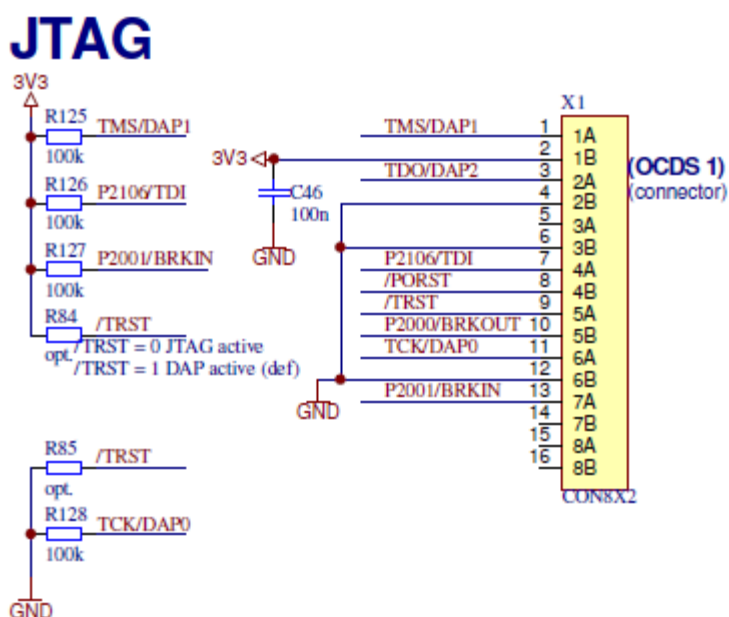 JTAG
3V3
R125
TMS/DAP1
100k
R126
P2106/TDI
100k
R127
P2001/BRKIN
100k
R84
/TRST
opt.
/TRST = 0 JTAG active
/TRST = 1 DAP active (def)
R85
/TRST
opt.
R128
TCK/DAP0
100k
GND
3V3
C46
100n
GND
GND
X1
TMS/DAP1 1 1A
2 1B
TDO/DAP2 3 2A
4 2B
5 3A
6 3B
P2106/TDI 7 4A
/PORST 8 4B
/TRST 9 5A
P2000/BRKOUT 10 5B
TCK/DAP0 11 6A
12 6B
P2001/BRKIN 13 7A
14 7B
15 8A
16 8B
CON8X2
(OCDS 1)
(connector)